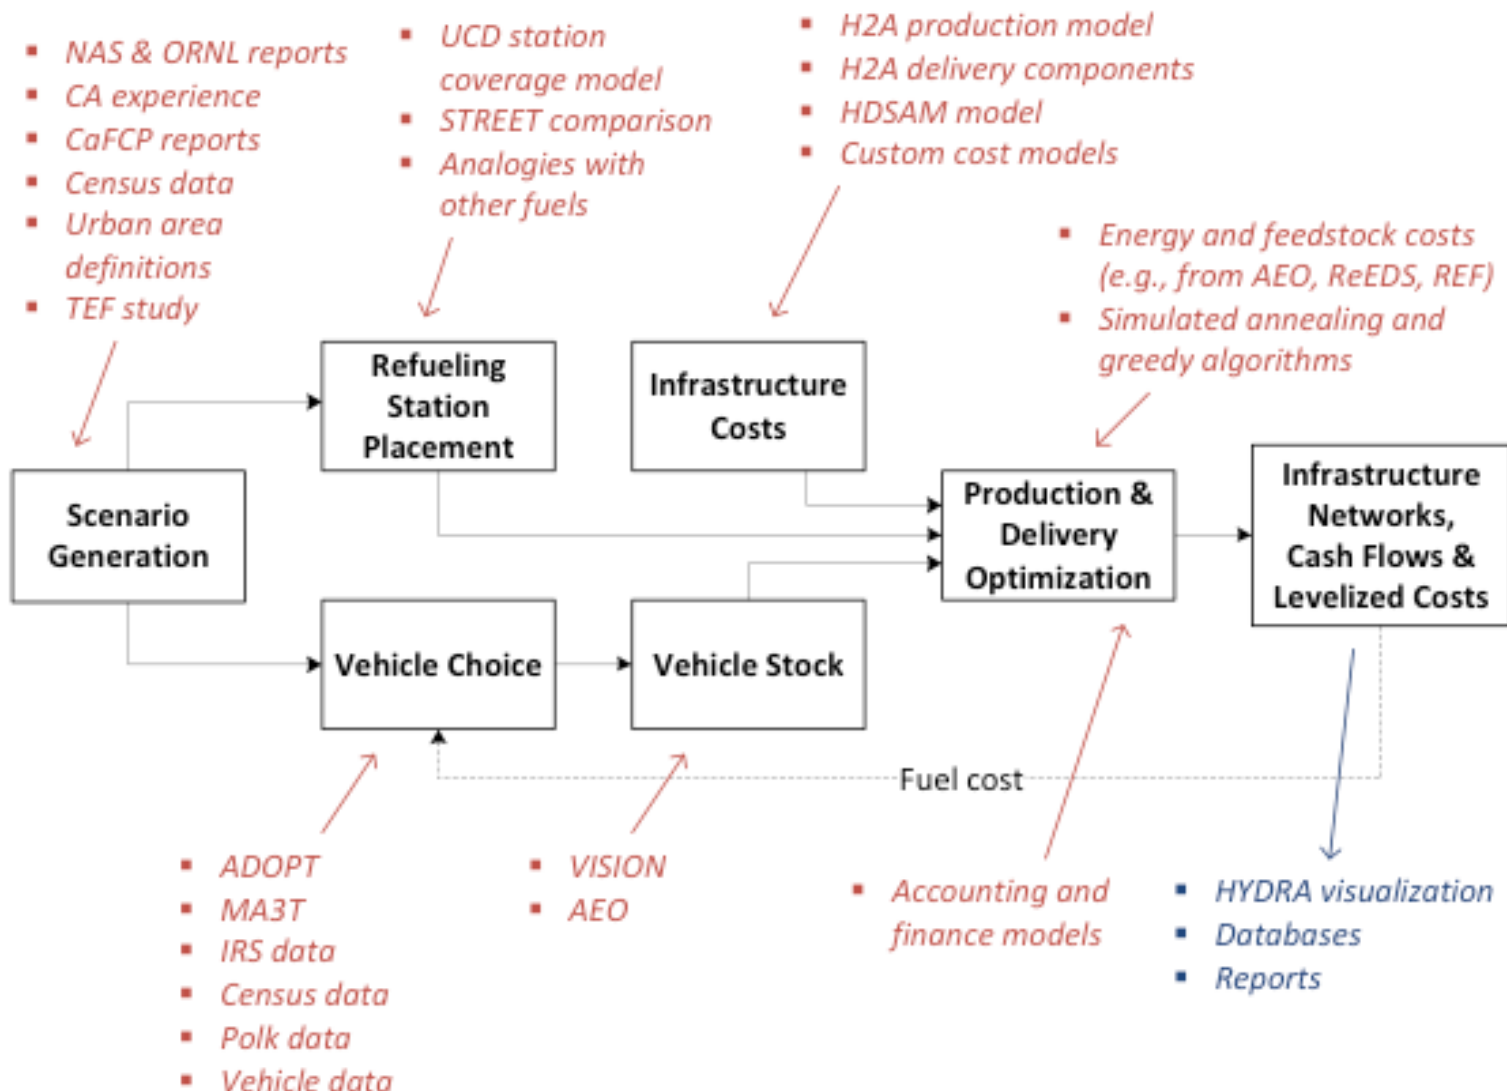 ▪ NAS & ORNL reports
▪ CA experience
▪ CaFCP reports
▪ Census data
▪ Urban area
definitions
▪ TEF study
▪ UCD station
coverage model
▪ STREET comparison
▪ Analogies with
other fuels
▪ H2A production model
▪ H2A delivery components
▪ HDSAM model
▪ Custom cost models
▪ Energy and feedstock costs
(e.g., from AEO, ReEDS, REF)
▪ Simulated annealing and
greedy algorithms
Scenario
Generation
Refueling
Station
Placement
Infrastructure
Costs
Production &
Delivery
Optimization
Infrastructure
Networks,
Cash Flows &
Levelized Costs
Vehicle Choice
Vehicle Stock
Fuel cost
▪ ADOPT
▪ MA3T
▪ IRS data
▪ Census data
▪ Polk data
▪ Vehicle data
▪ VISION
▪ AEO
▪ Accounting and
finance models
▪ HYDRA visualization
▪ Databases
▪ Reports